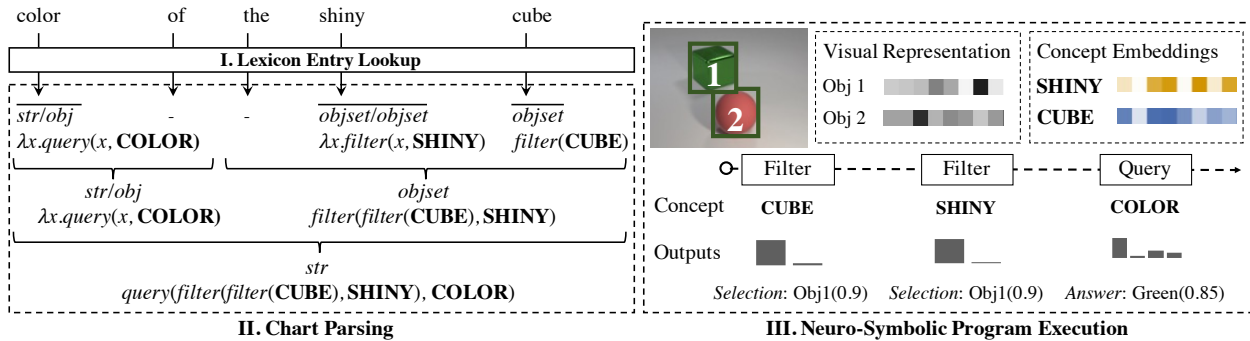 color of the shiny cube
I. Lexicon Entry Lookup
str/obj - - objset/objset objset
λx.query(x, COLOR) λx.filter(x, SHINY) filter(CUBE)
str/obj objset
λx.query(x, COLOR) filter(filter(CUBE), SHINY)
str
query(filter(filter(CUBE), SHINY), COLOR)
II. Chart Parsing
1
2
Visual Representation
Obj 1
Obj 2
Concept Embeddings
SHINY
CUBE
Filter Filter Query
Concept CUBE SHINY COLOR
Outputs
Selection: Obj1(0.9) Selection: Obj1(0.9) Answer: Green(0.85)
III. Neuro-Symbolic Program Execution